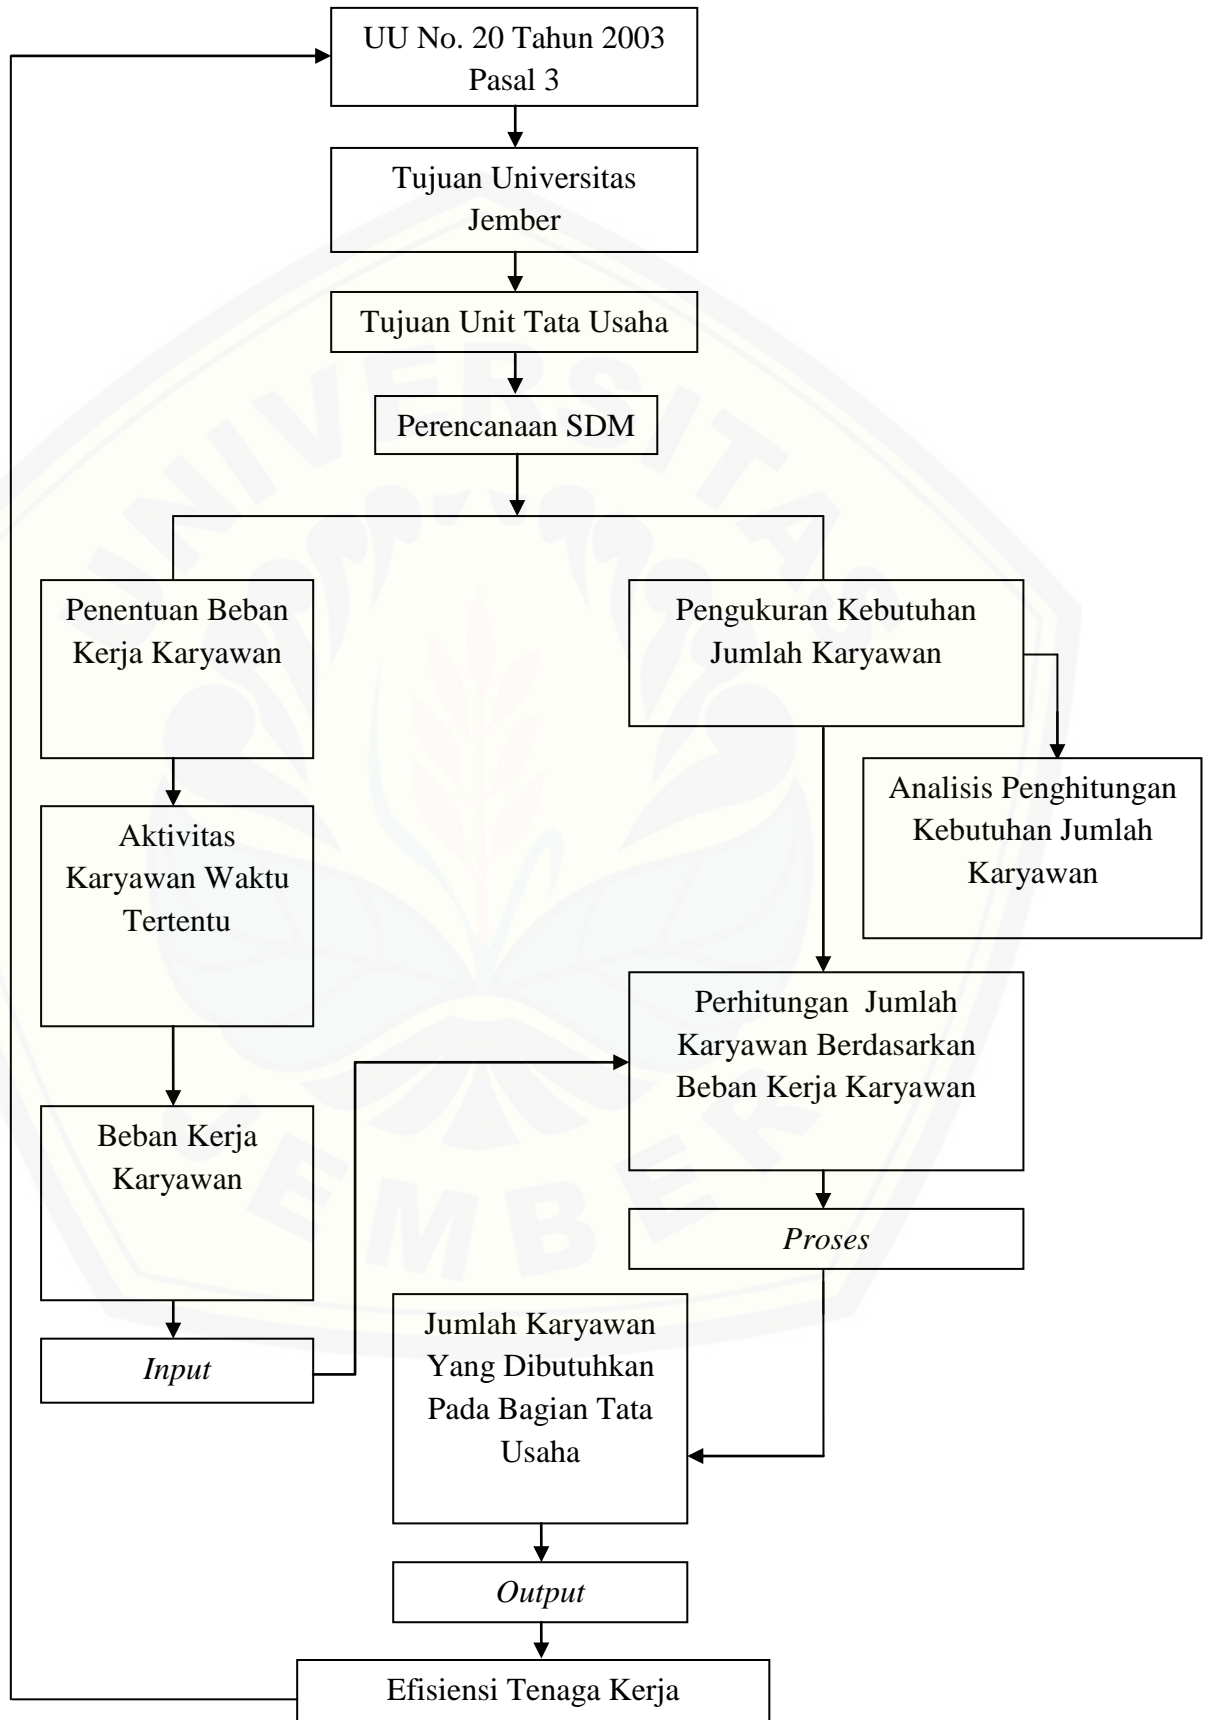 UU No. 20 Tahun 2003
Pasal 3
Tujuan Universitas
Jember
Tujuan Unit Tata Usaha
Perencanaan SDM
Penentuan Beban
Kerja Karyawan
Pengukuran Kebutuhan
Jumlah Karyawan
Analisis Penghitungan
Kebutuhan Jumlah
Karyawan
Aktivitas
Karyawan Waktu
Tertentu
Perhitungan  Jumlah
Karyawan Berdasarkan
Beban Kerja Karyawan
Beban Kerja
Karyawan
Proses
Input
Jumlah Karyawan
Yang Dibutuhkan
Pada Bagian Tata
Usaha
Output
Efisiensi Tenaga Kerja
UNIVERSITAS
JEMBER